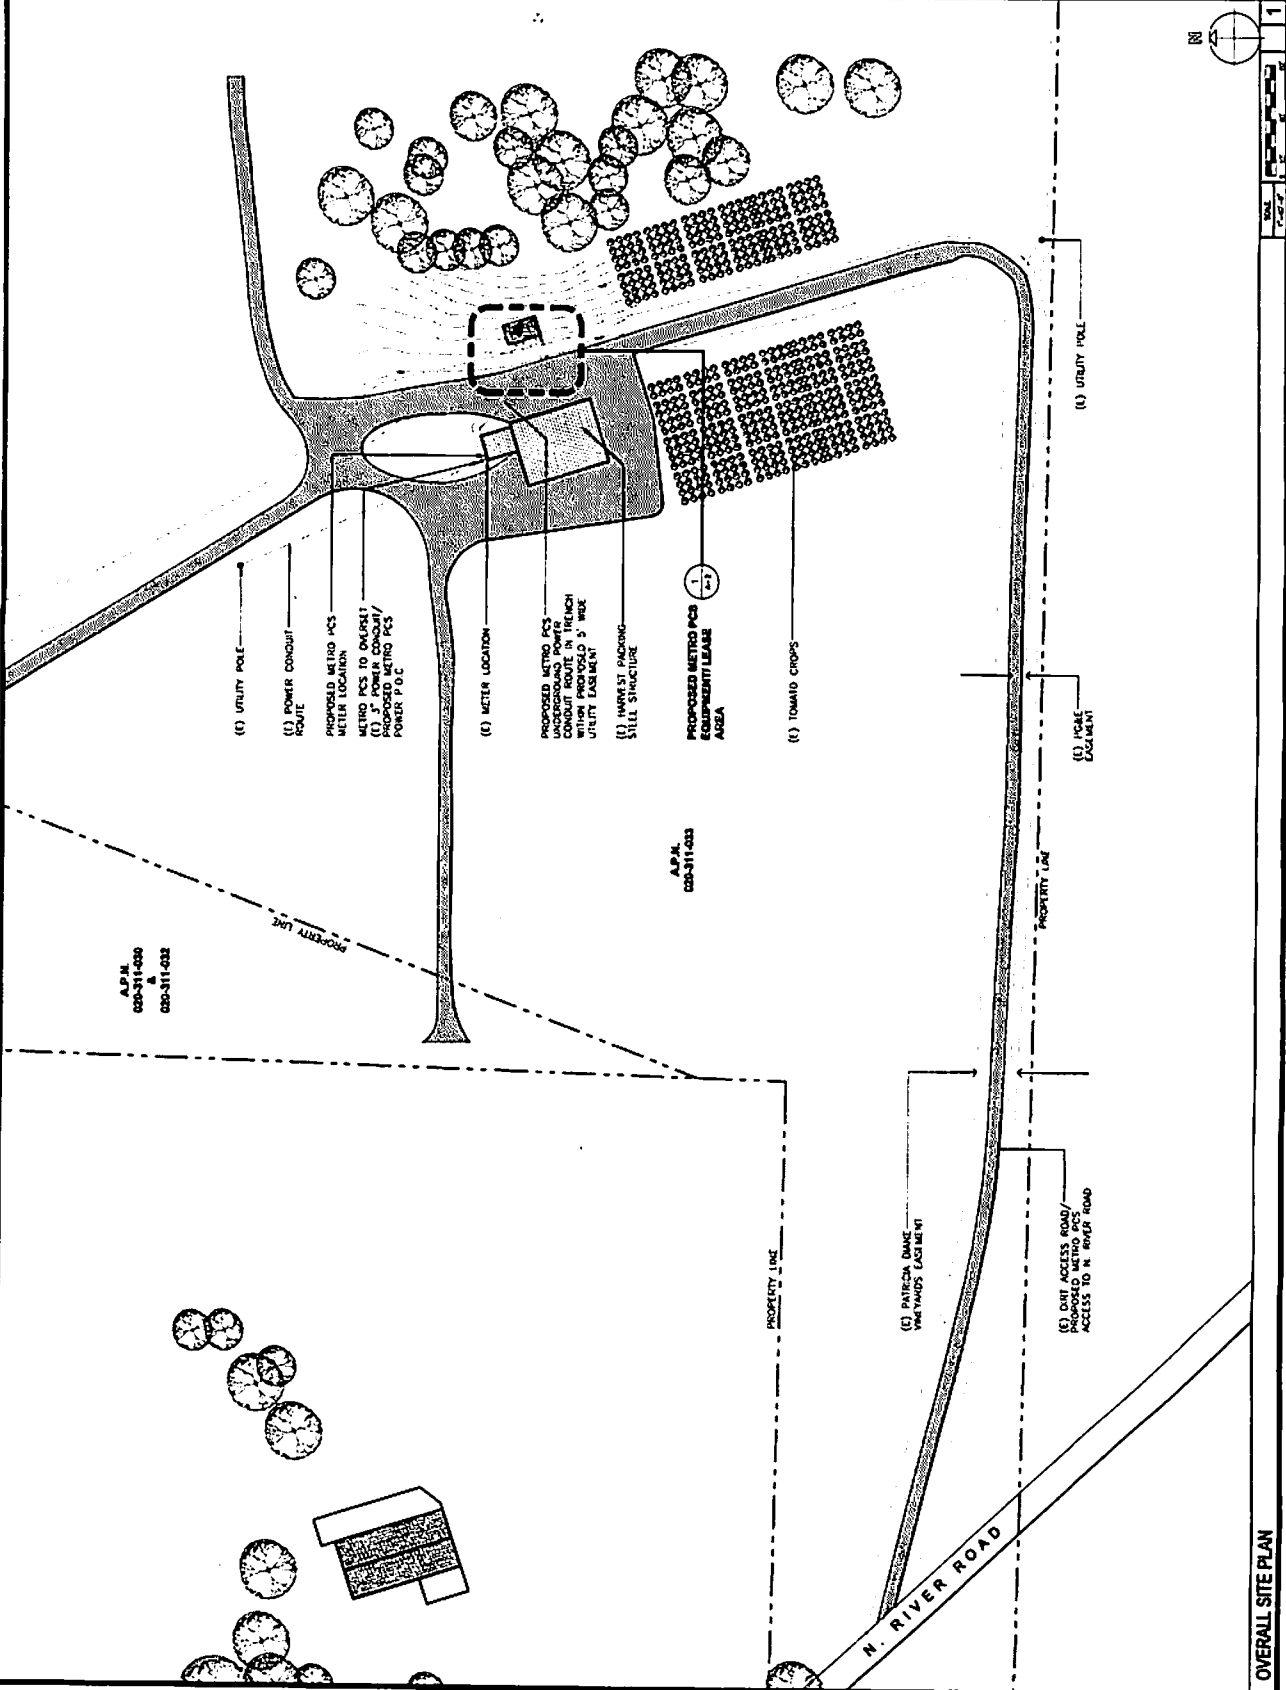 (E) UTILITY POLE
(E) POWER CONDUIT
ROUTE
PROPOSED METRO PCS
METER LOCATION
METRO PCS TO OVERSET
(E) 5" POWER CONDUIT/
PROPOSED METRO PCS
POWER P.O.C
(E) METER LOCATION
PROPOSED METRO PCS
UNDERGROUND POWER
CONDUIT ROUTE IN TRENCH
WITHIN PROPOSED 5' WIDE
UTILITY EASEMENT
(E) HARVEST PACKING
STEEL STRUCTURE
PROPOSED METRO PCS
EQUIPMENT/LEASE
AREA
1
A-2
(E) TOMATO CROPS
(E) UTILITY POLE
(E) PG&E
EASEMENT
A.P.N.
020-311-030
&
020-311-032
PROPERTY LINE
A.P.N.
020-311-033
PROPERTY LINE
PROPERTY LINE
(E) PATRICIA DIANE
VINEYARDS EASEMENT
(E) DIRT ACCESS ROAD/
PROPOSED METRO PCS
ACCESS TO N. RIVER ROAD
N. RIVER ROAD
OVERALL SITE PLAN
1
N